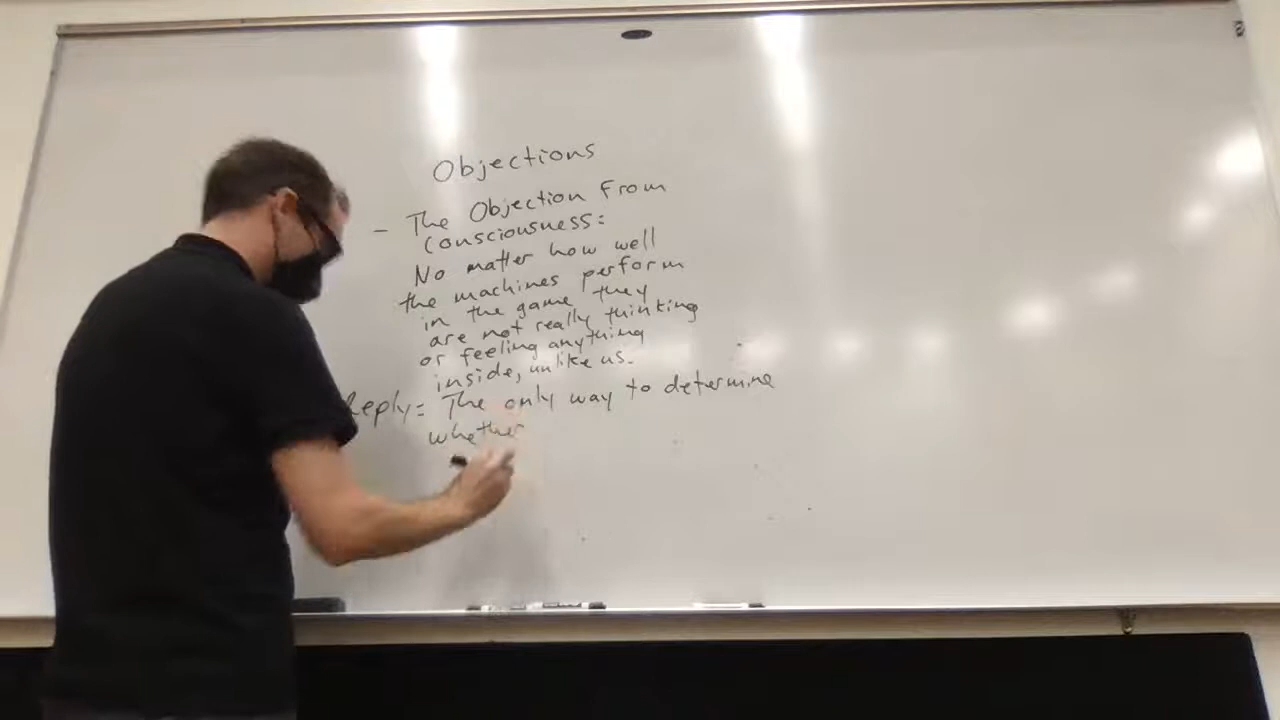 Objections
- The Objection From
Consciousness:
No matter how well
the machines perform
in the game they
are not really thinking
or feeling anything
inside, unlike us.
Reply: The only way to determine
whether